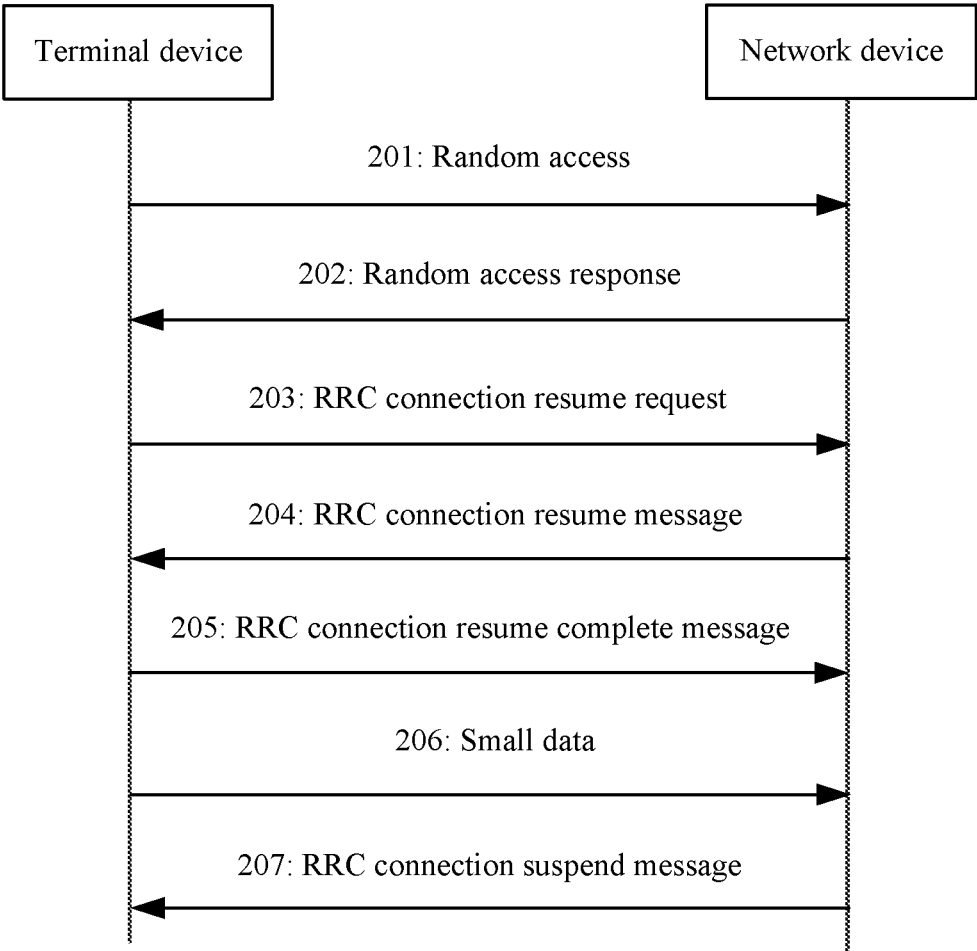 Terminal device
Network device
201: Random access
202: Random access response
203: RRC connection resume request
204: RRC connection resume message
205: RRC connection resume complete message
206: Small data
207: RRC connection suspend message